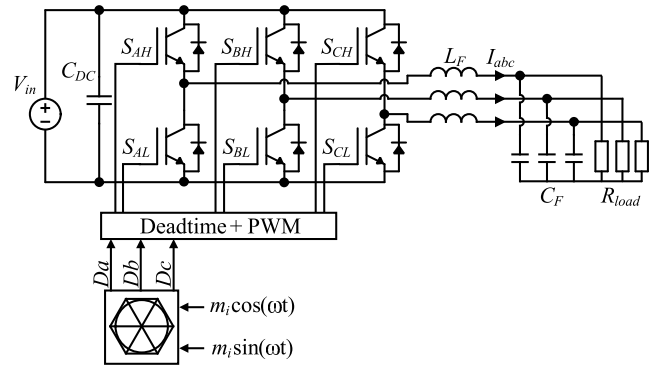 S_AH S_BH S_CH L_F I_abc
V_in C_DC
+
−
S_AL S_BL S_CL
C_F R_load
Deadtime + PWM
Da Db Dc
m_i cos(ωt)
m_i sin(ωt)